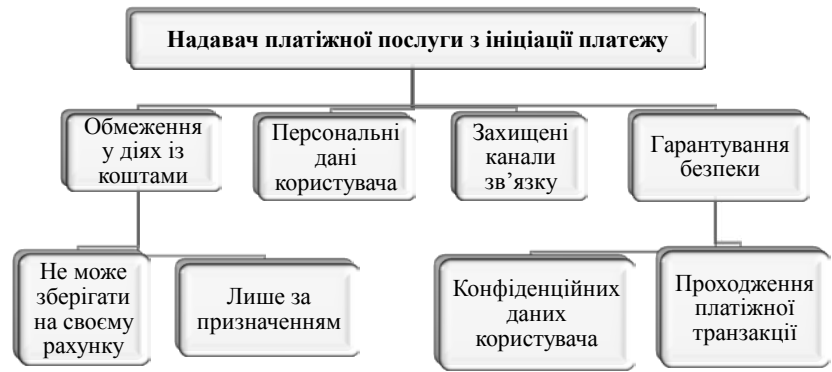 Надавач платіжної послуги з ініціації платежу
Обмеження
у діях із
коштами
Персональні
дані
користувача
Захищені
канали
зв’язку
Гарантування
безпеки
Не може
зберігати
на своєму
рахунку
Лише за
призначенням
Конфіденційних
даних
користувача
Проходження
платіжної
транзакції